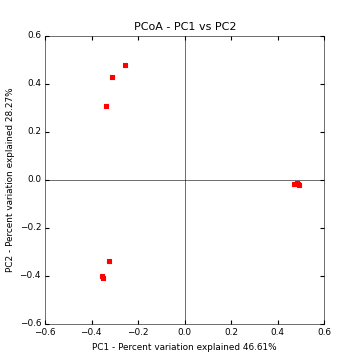 PCoA - PC1 vs PC2
0.6
0.4
0.2
0.0
−0.2
−0.4
−0.6
PC2 - Percent variation explained 28.27%
−0.6 −0.4 −0.2 0.0 0.2 0.4 0.6
PC1 - Percent variation explained 46.61%